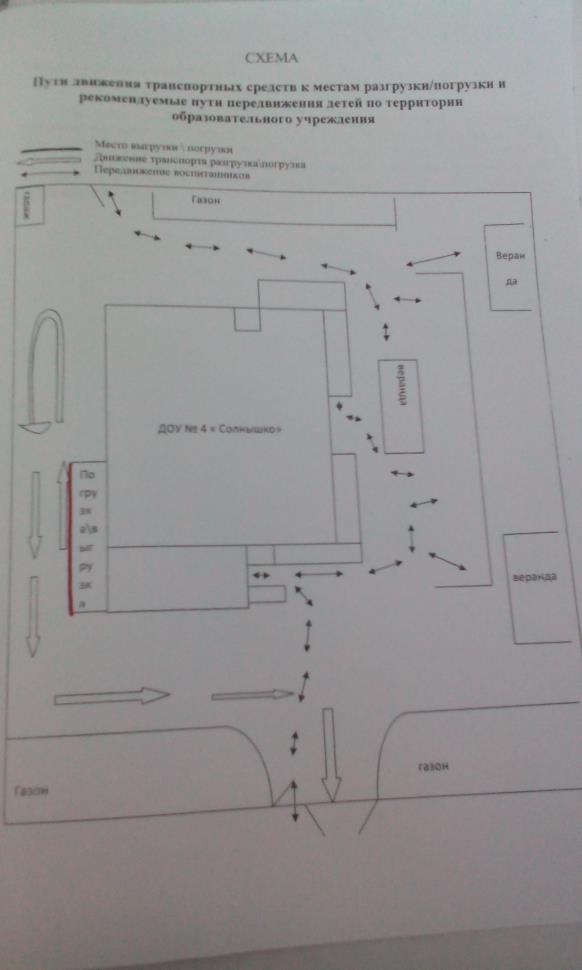 СХЕМА
Пути движения транспортных средств к местам разгрузки/погрузки и
рекомендуемые пути передвижения детей по территории
образовательного учреждения
Место выгрузки \ погрузки
Движение транспорта разгрузка\погрузка
Передвижение воспитанников
Газон
Веран
да
веранда
ДОУ № 4 « Солнышко»
По
гру
зк
а\в
ыг
ру
зк
а
веранда
газон
Газон